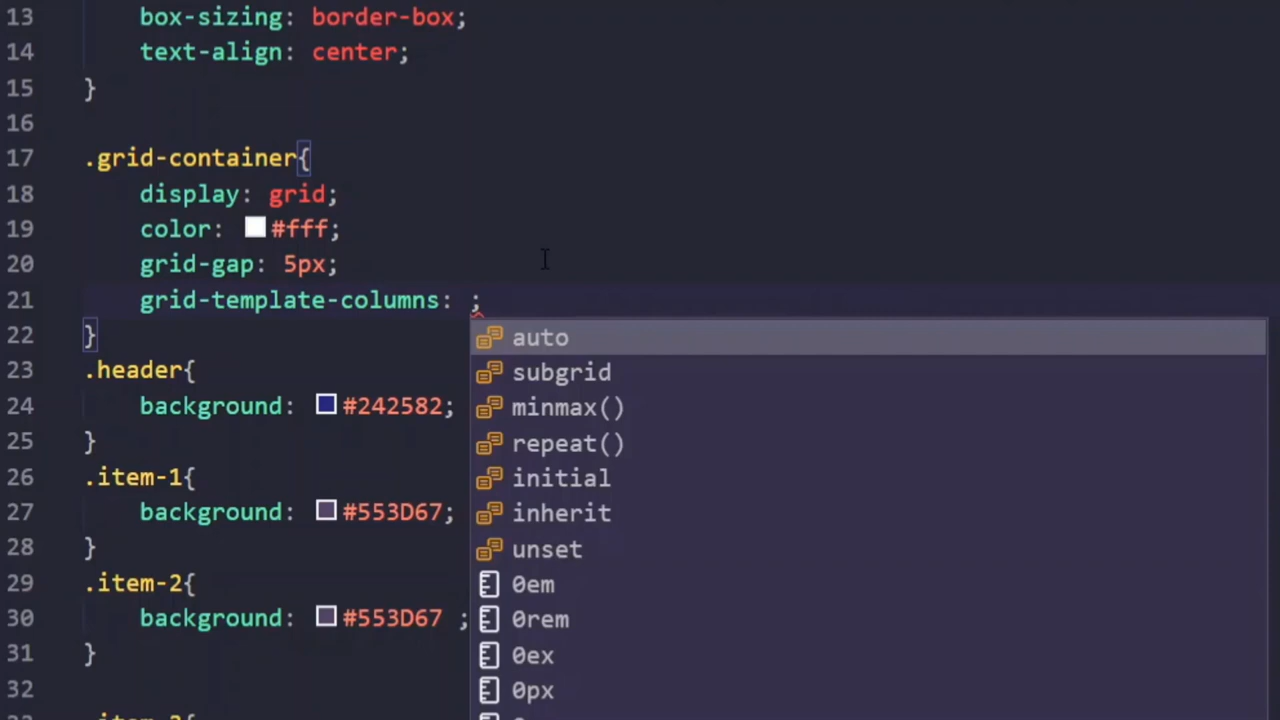 13 box-sizing: border-box;
14 text-align: center;
15 }
16
17 .grid-container{
18 display: grid;
19 color: #fff;
20 grid-gap: 5px;
21 grid-template-columns: ;
22 }
auto
23 .header{
subgrid
24 background: #242582;
minmax()
25 }
repeat()
26 .item-1{
initial
27 background: #553D67;
inherit
28 }
unset
29 .item-2{
0em
30 background: #553D67 ;
0rem
31 }
0ex
32
0px